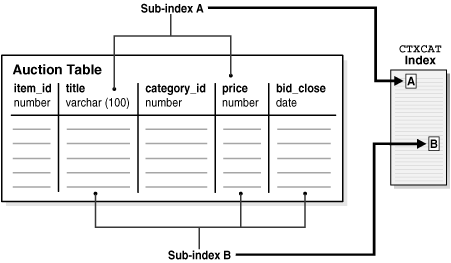 Sub-index A
CTXCAT
Index
Auction Table
item_id title category_id price bid_close
number varchar (100) number number date
A
B
Sub-index B